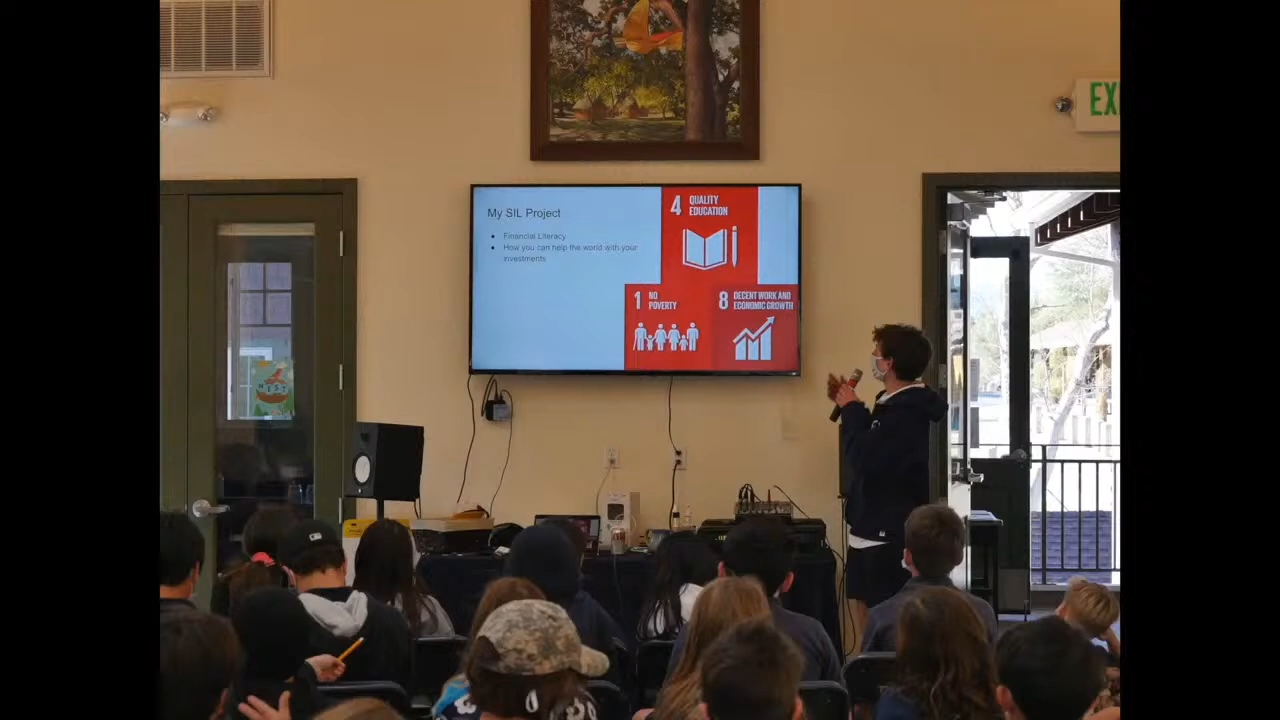 EX
My SIL Project
Financial Literacy
How you can help the world with your
investments
4 QUALITY
EDUCATION
1 NO
POVERTY
8 DECENT WORK AND
ECONOMIC GROWTH
NEST